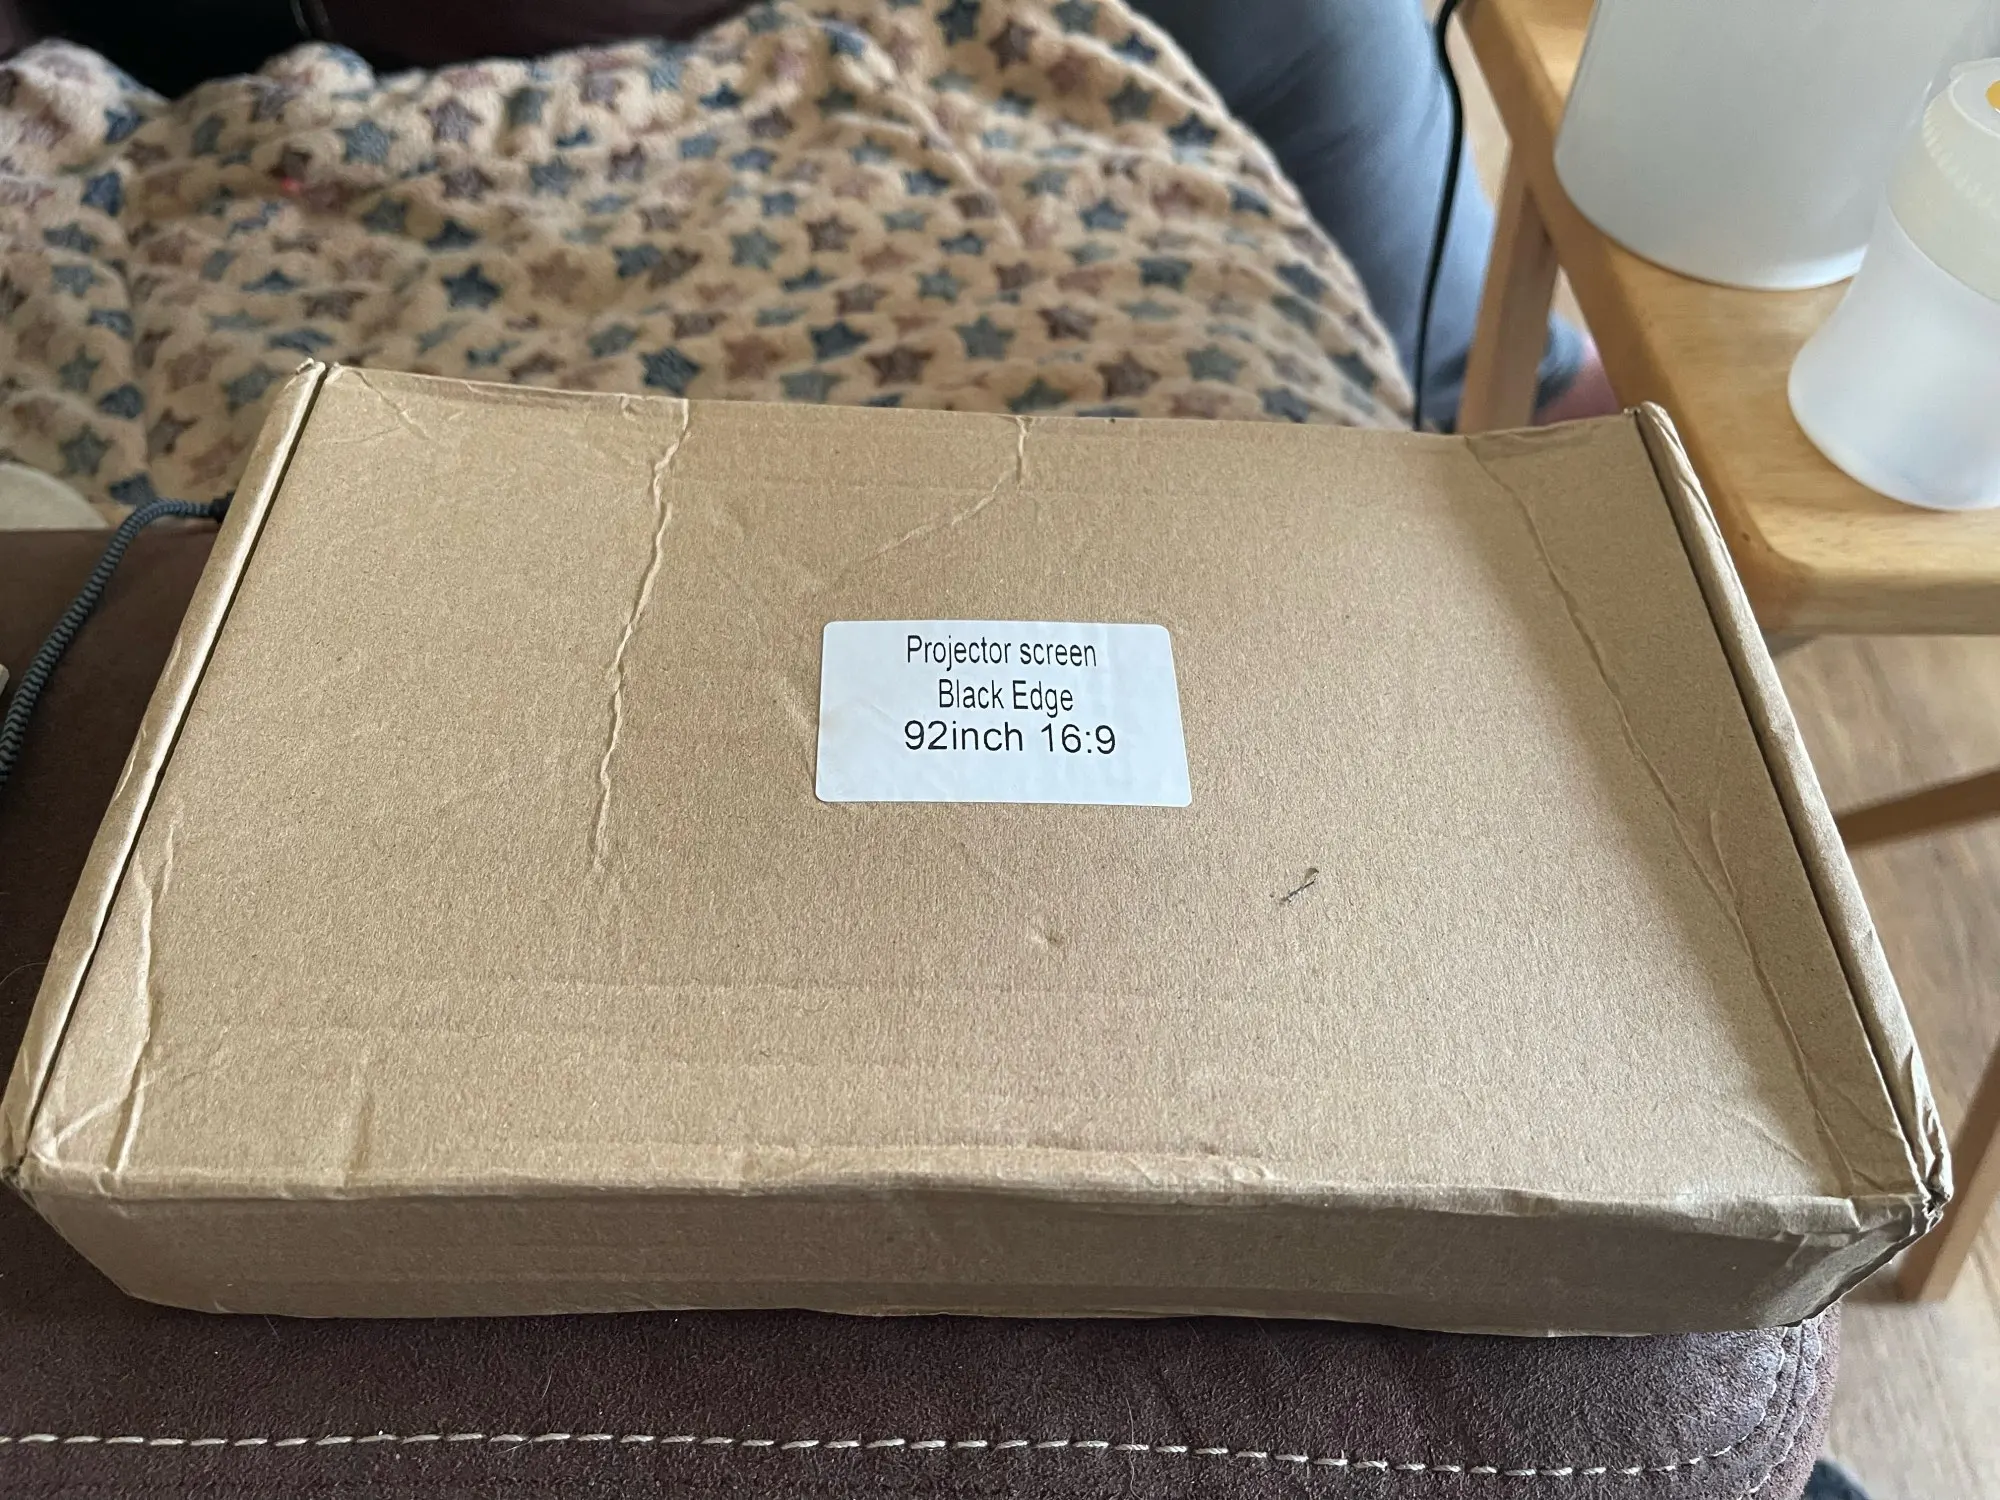 Projector screen
Black Edge
92inch 16:9